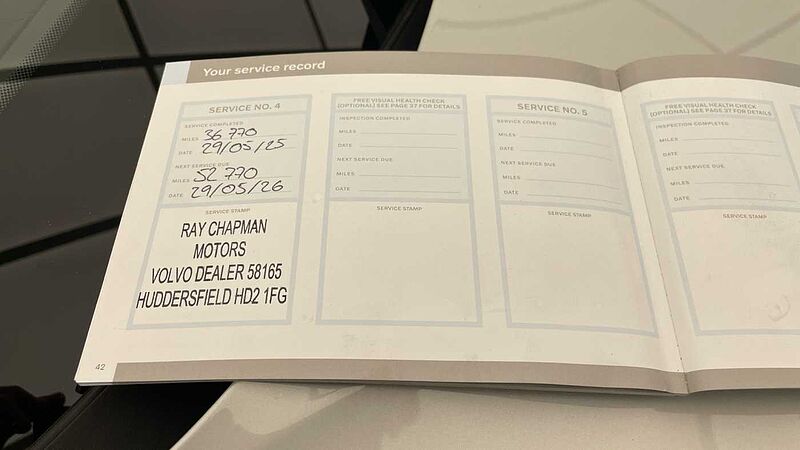 Your service record
SERVICE NO. 4
SERVICE COMPLETED
MILES 36 770
DATE 29/05/25
NEXT SERVICE DUE
MILES 52 770
DATE 29/05/26
SERVICE STAMP
RAY CHAPMAN
MOTORS
VOLVO DEALER 58165
HUDDERSFIELD HD2 1FG
FREE VISUAL HEALTH CHECK
(OPTIONAL) SEE PAGE 37 FOR DETAILS
INSPECTION COMPLETED
MILES
DATE
NEXT SERVICE DUE
MILES
DATE
SERVICE STAMP
SERVICE NO. 5
SERVICE COMPLETED
MILES
DATE
NEXT SERVICE DUE
MILES
DATE
SERVICE STAMP
FREE VISUAL HEALTH CHECK
(OPTIONAL) SEE PAGE 37 FOR DETAILS
INSPECTION COMPLETED
MILES
DATE
NEXT SERVICE DUE
MILES
DATE
SERVICE STAMP
42